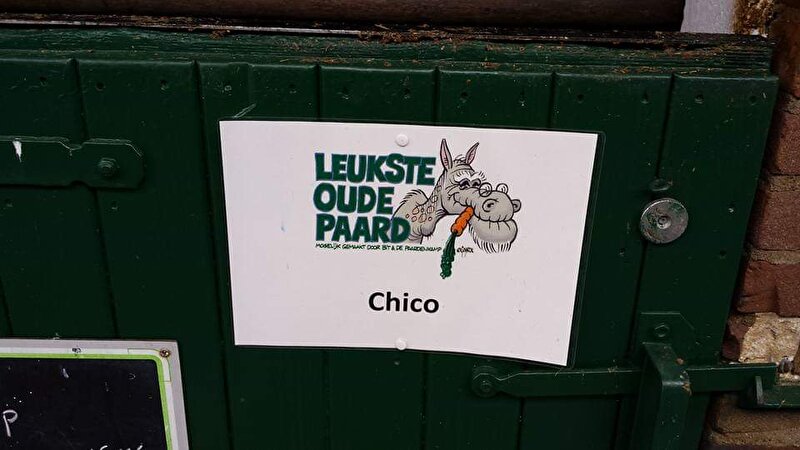 LEUKSTE
OUDE
PAARD
MOGELIJK GEMAAKT DOOR BIT & DE PAARDENKAMP
Chico
P